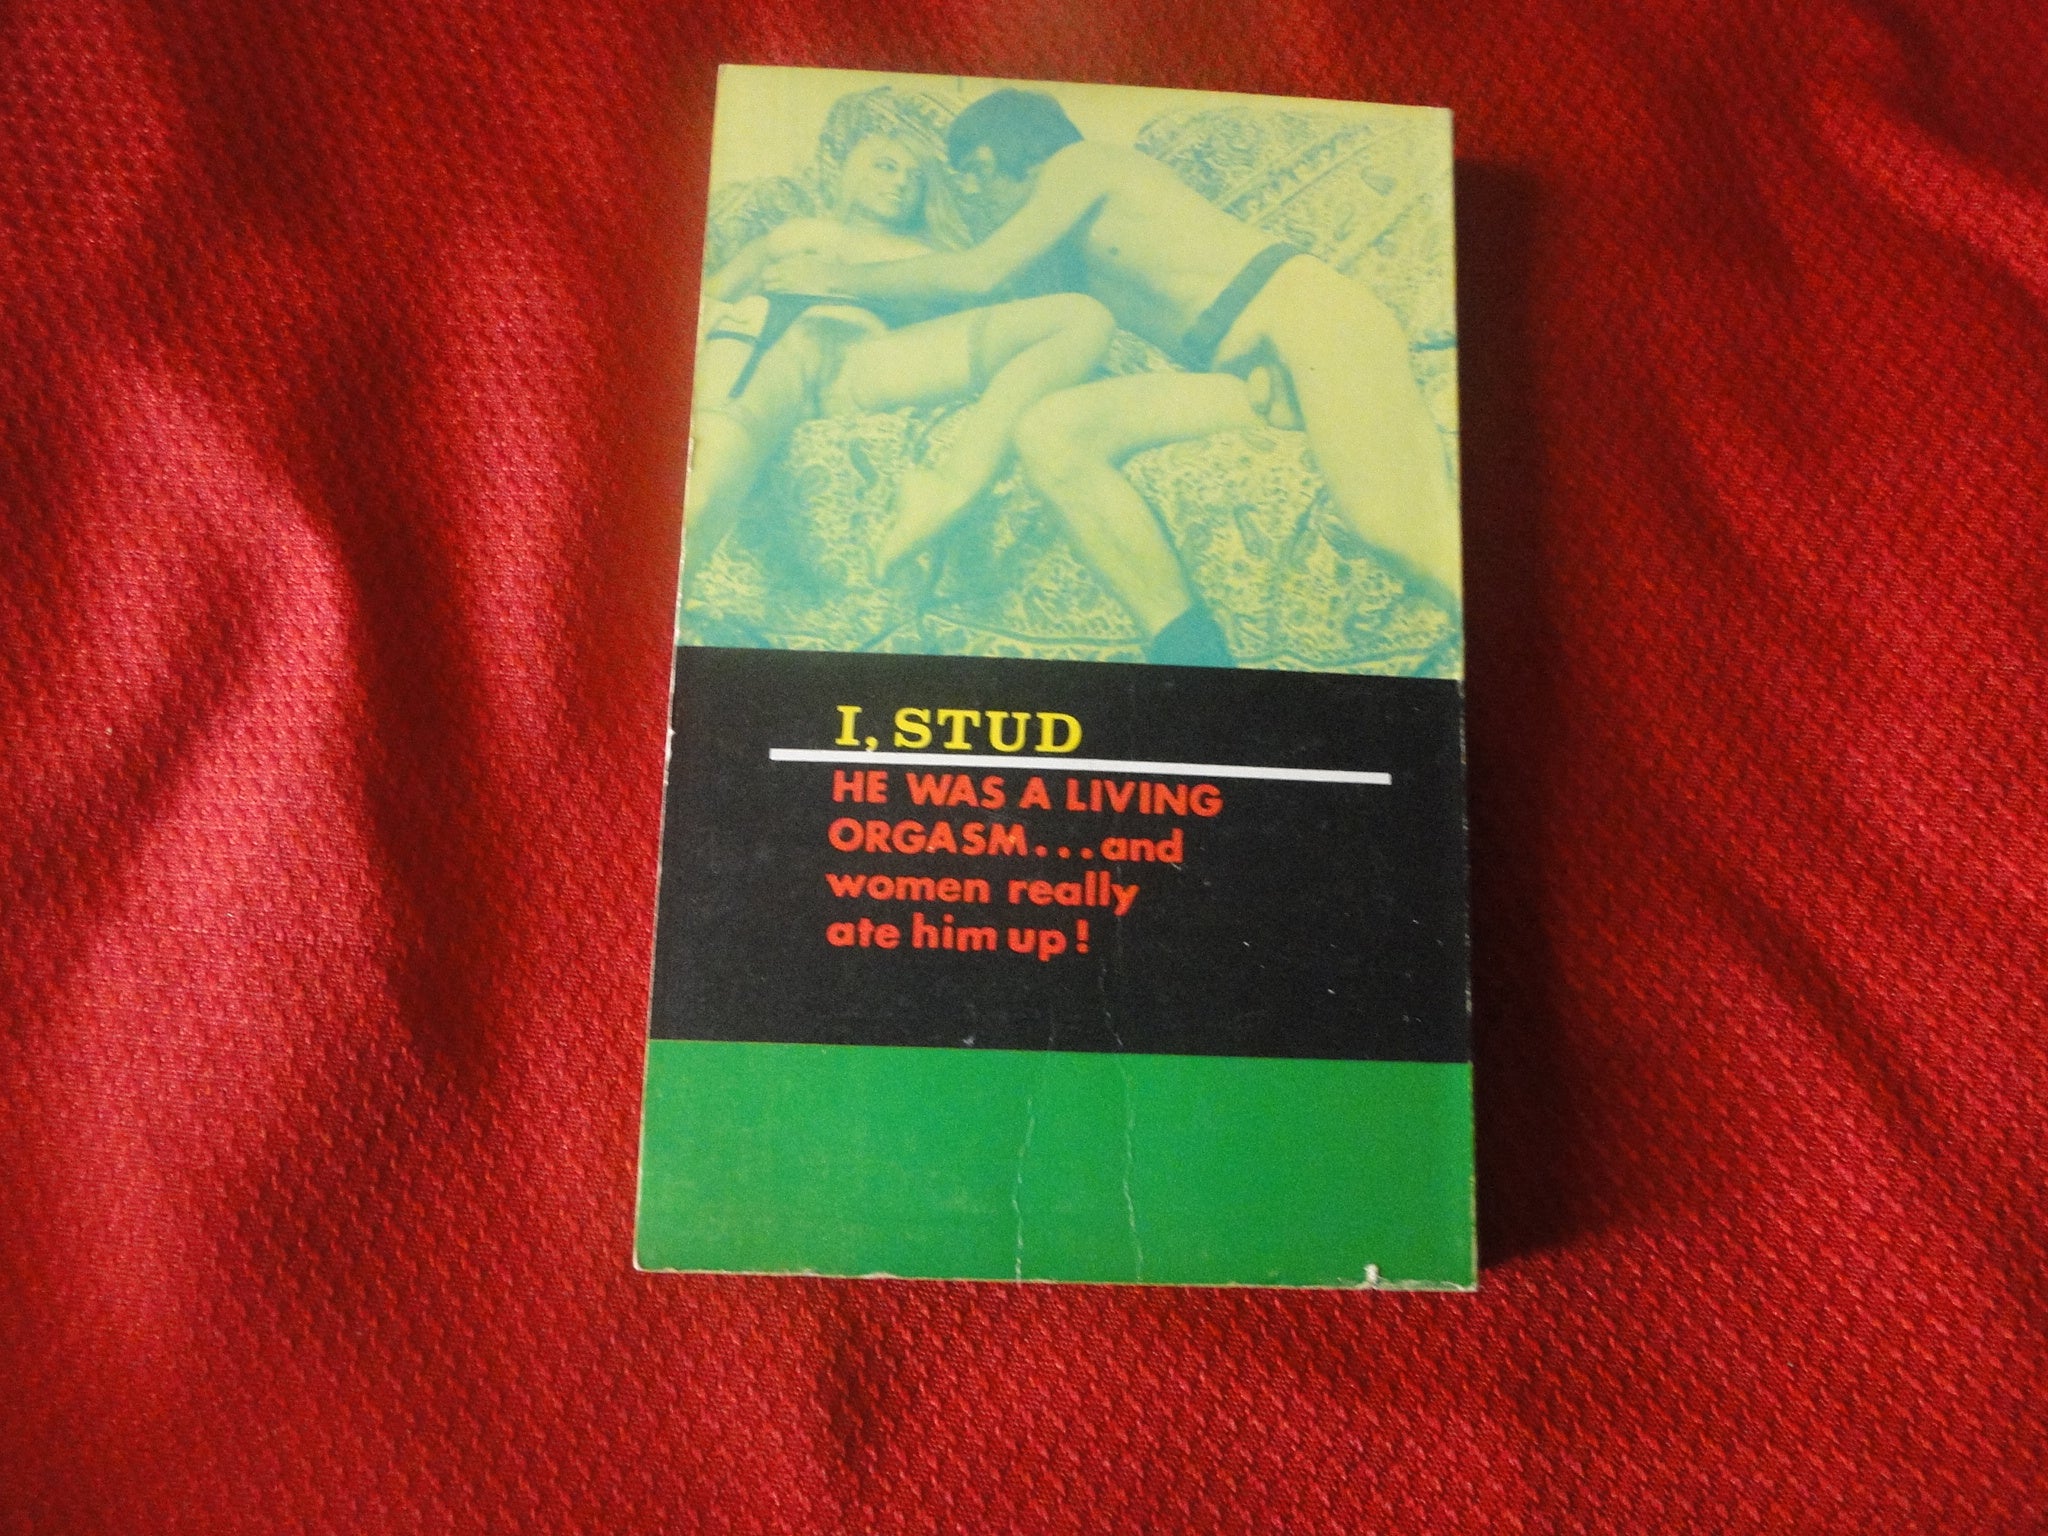 I, STUD
HE WAS A LIVING
ORGASM...and
women really
ate him up!